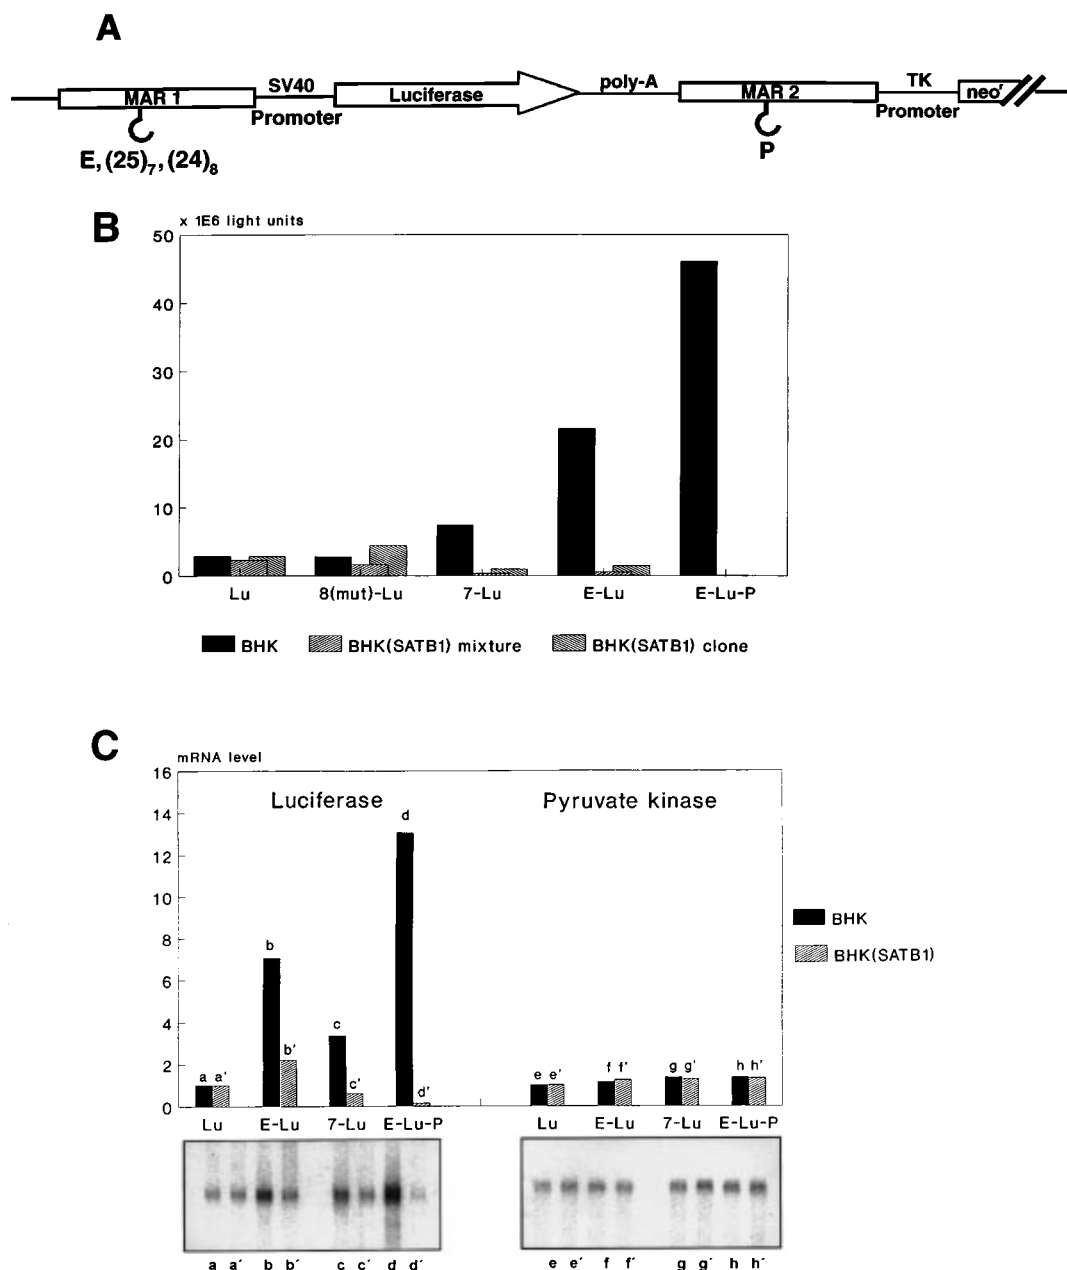 A
MAR 1
SV40
Promoter
Luciferase
poly-A
MAR 2
TK
Promoter
neoʳ
E, (25)₇, (24)₈
P
B
x 1E6 light units
50
40
30
20
10
0
Lu 8(mut)-Lu 7-Lu E-Lu E-Lu-P
BHK BHK(SATB1) mixture BHK(SATB1) clone
C
mRNA level
16
14
12
10
8
6
4
2
0
Luciferase
Pyruvate kinase
a a' b b' c c' d d'
e e' f f' g g' h h'
Lu E-Lu 7-Lu E-Lu-P
Lu E-Lu 7-Lu E-Lu-P
BHK
BHK(SATB1)
a a′ b b′ c c′ d d′
e e′ f f′ g g′ h h′